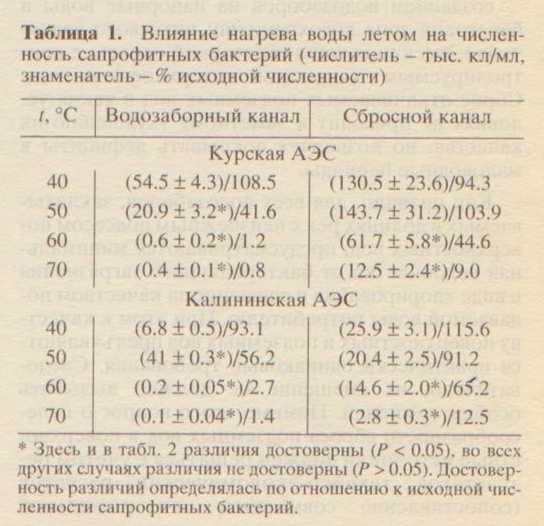 Таблица 1. Влияние нагрева воды летом на числен-
ность сапрофитных бактерий (числитель – тыс. кл/мл,
знаменатель – % исходной численности)
t, °C Водозаборный канал Сбросной канал
Курская АЭС
40 (54.5 ± 4.3)/108.5 (130.5 ± 23.6)/94.3
50 (20.9 ± 3.2*)/41.6 (143.7 ± 31.2)/103.9
60 (0.6 ± 0.2*)/1.2 (61.7 ± 5.8*)/44.6
70 (0.4 ± 0.1*)/0.8 (12.5 ± 2.4*)/9.0
Калининская АЭС
40 (6.8 ± 0.5)/93.1 (25.9 ± 3.1)/115.6
50 (41 ± 0.3*)/56.2 (20.4 ± 2.5)/91.2
60 (0.2 ± 0.05*)/2.7 (14.6 ± 2.0*)/65.2
70 (0.1 ± 0.04*)/1.4 (2.8 ± 0.3*)/12.5
* Здесь и в табл. 2 различия достоверны (P < 0.05), во всех
других случаях различия не достоверны (P > 0.05). Достовер-
ность различий определялась по отношению к исходной чис-
ленности сапрофитных бактерий.